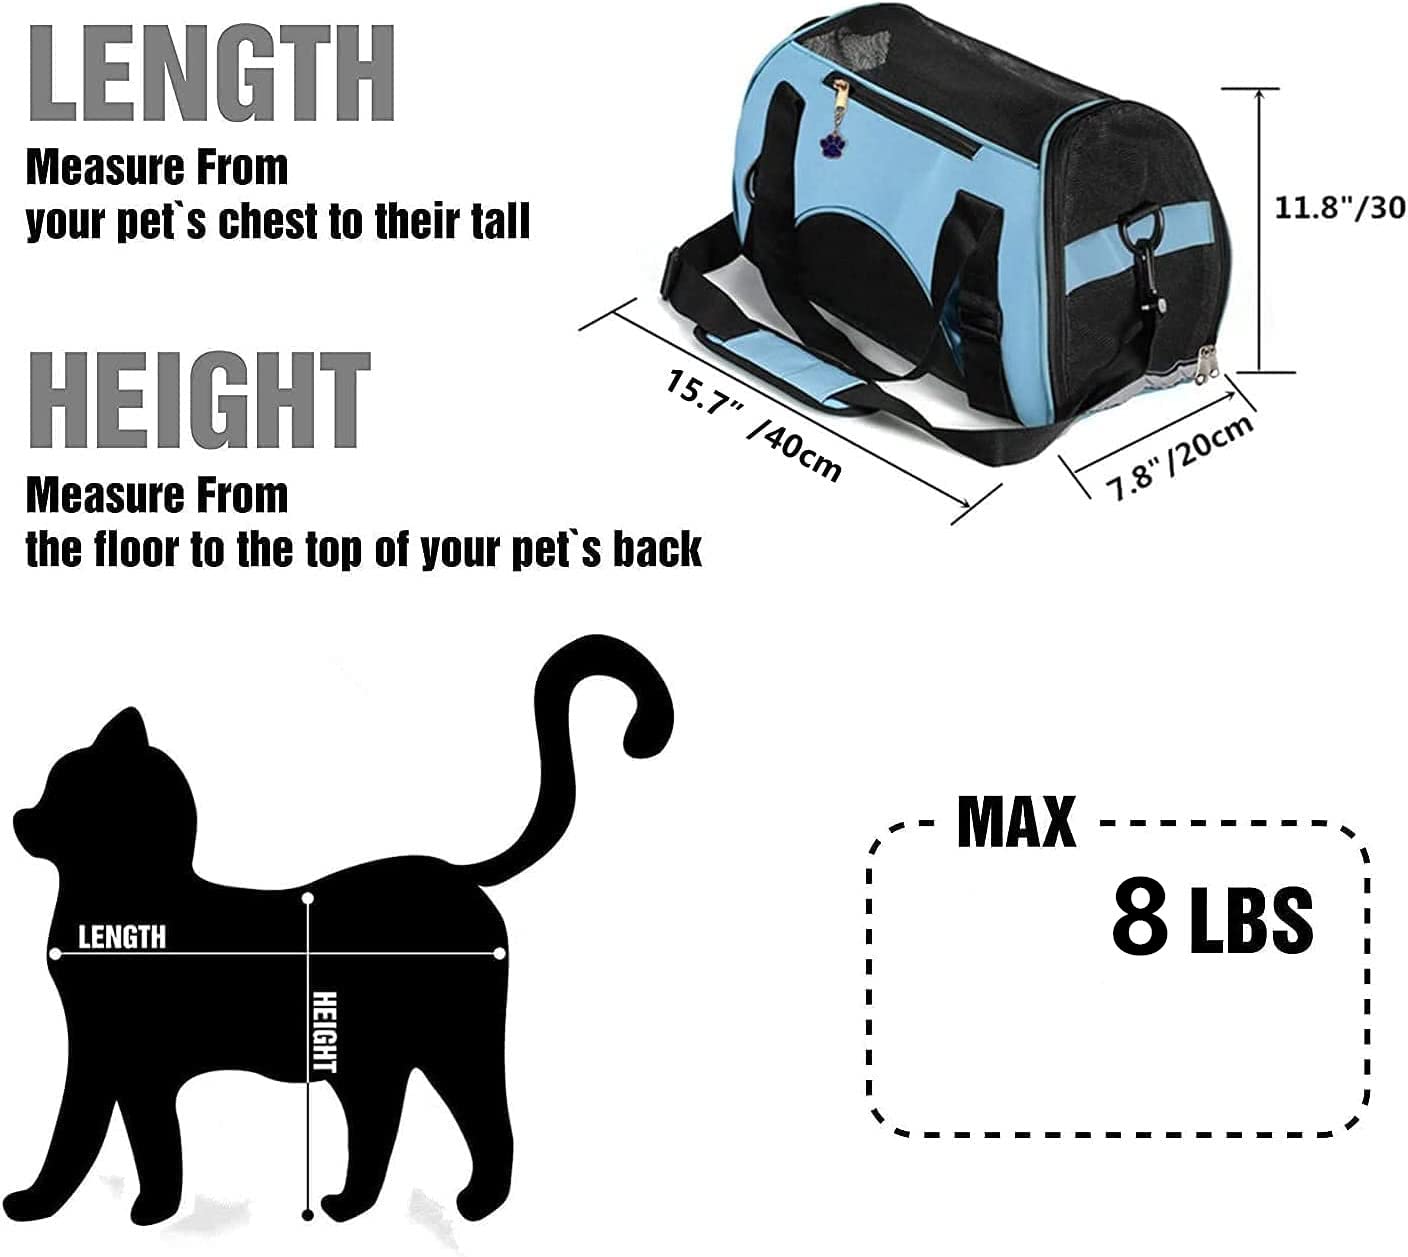 LENGTH
Measure From
your pet`s chest to their tall
HEIGHT
Measure From
the floor to the top of your pet`s back
11.8"/30
15.7" /40cm
7.8"/20cm
LENGTH
HEIGHT
MAX
8 LBS